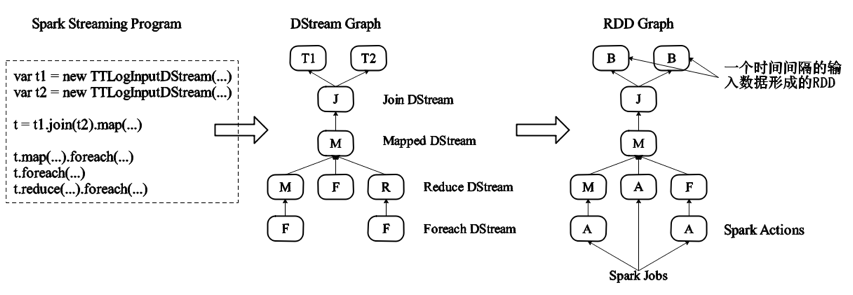 Spark Streaming Program
DStream Graph
RDD Graph
var t1 = new TTLogInputDStream(...)
var t2 = new TTLogInputDStream(...)
t = t1.join(t2).map(...)
t.map(...).foreach(...)
t.foreach(...)
t.reduce(...).foreach(...)
T1
T2
J
Join DStream
M
Mapped DStream
M
F
R
Reduce DStream
F
F
Foreach DStream
B
B
一个时间间隔的输
入数据形成的RDD
J
M
M
A
F
A
A
Spark Actions
Spark Jobs